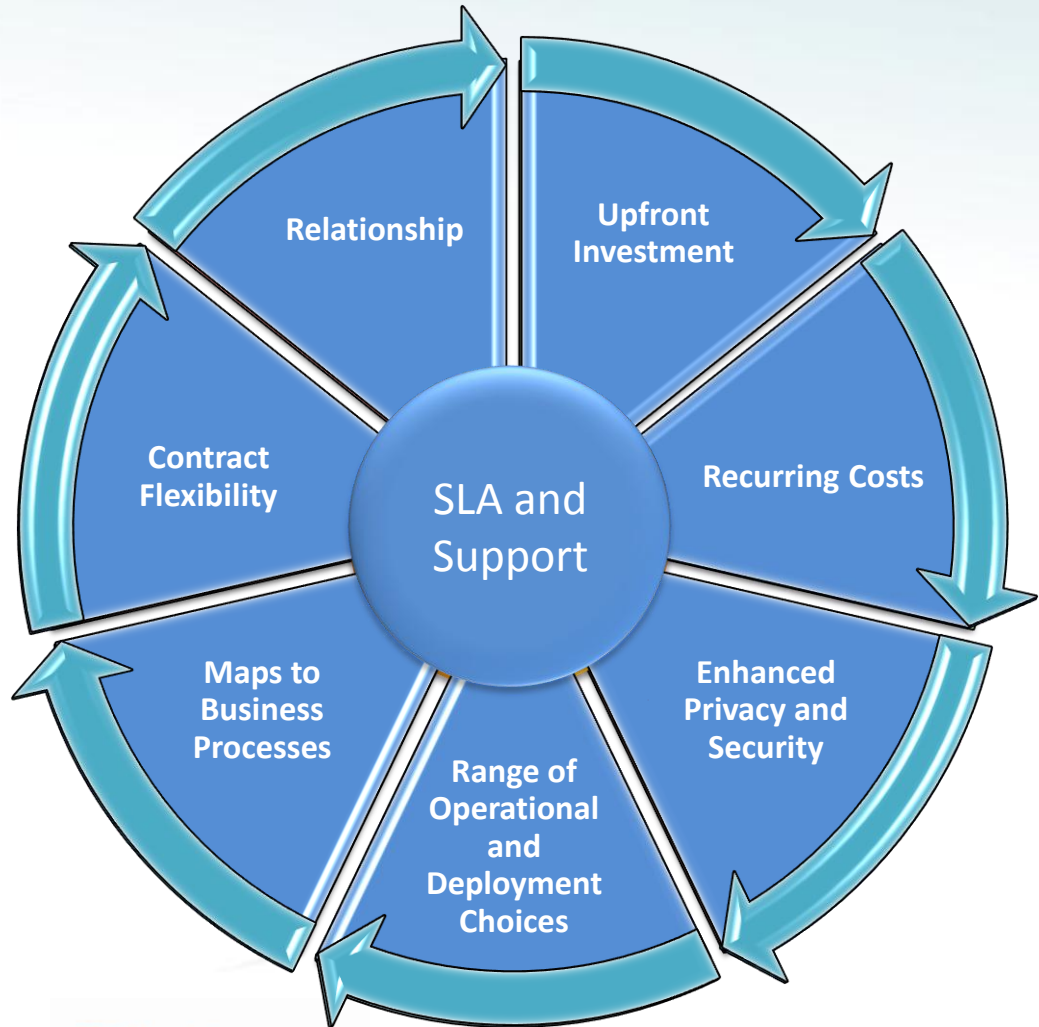 Relationship
Upfront
Investment
Recurring Costs
Enhanced
Privacy and
Security
Range of
Operational
and
Deployment
Choices
Maps to
Business
Processes
Contract
Flexibility
SLA and
Support